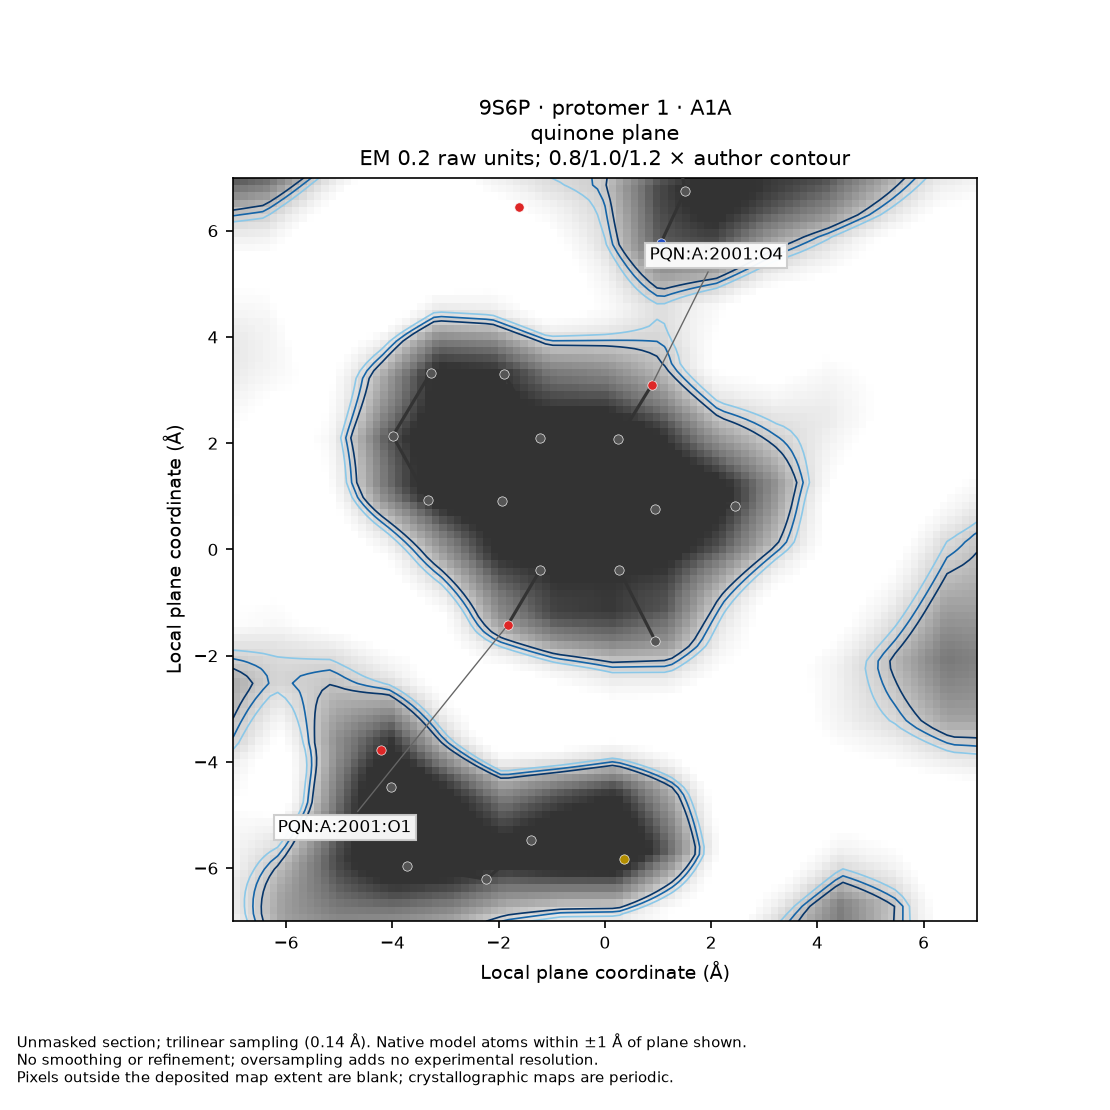 9S6P · protomer 1 · A1A
quinone plane
EM 0.2 raw units; 0.8/1.0/1.2 × author contour
6
4
2
0
−2
−4
−6
Local plane coordinate (Å)
PQN:A:2001:O4
PQN:A:2001:O1
−6 −4 −2 0 2 4 6
Local plane coordinate (Å)
Unmasked section; trilinear sampling (0.14 Å). Native model atoms within ±1 Å of plane shown.
No smoothing or refinement; oversampling adds no experimental resolution.
Pixels outside the deposited map extent are blank; crystallographic maps are periodic.